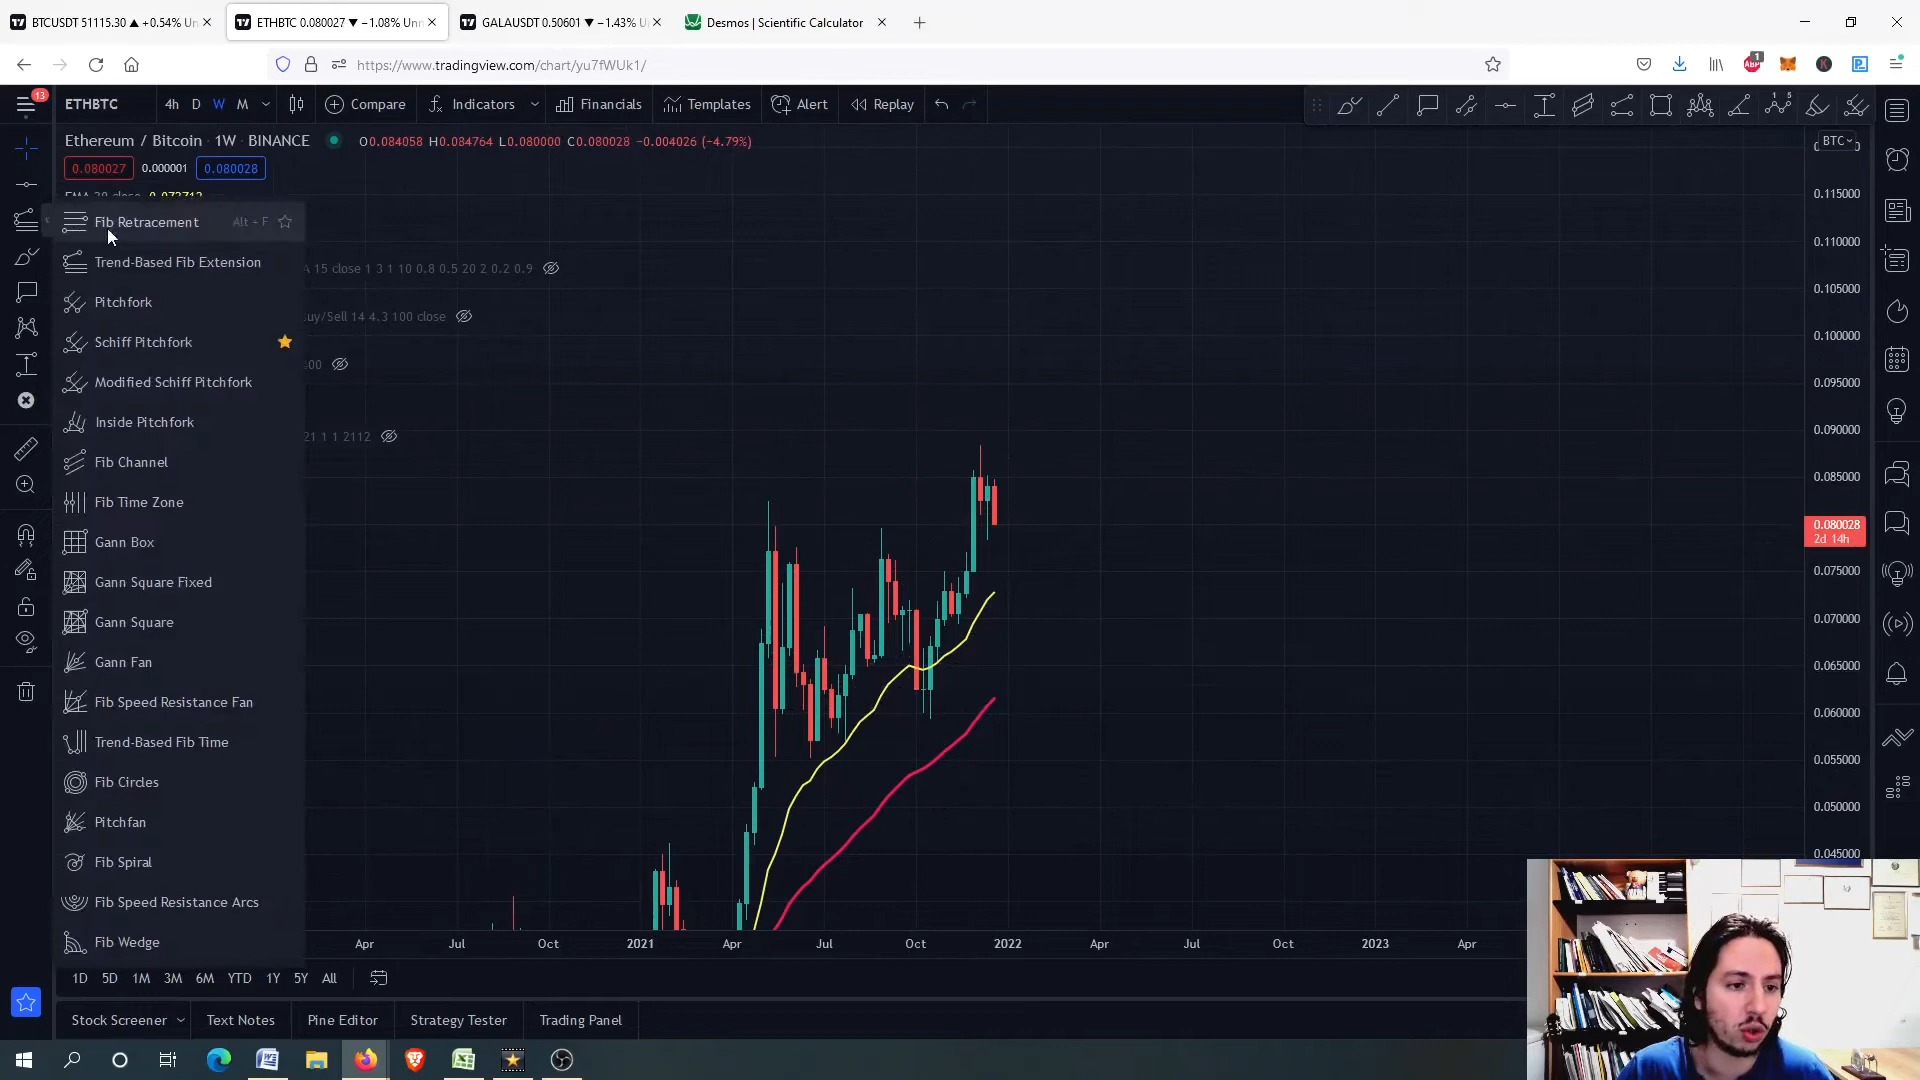 BTCUSDT 51115.30 ▲ +0.54% Un
ETHBTC 0.080027 ▼ −1.08% Unn
GALAUSDT 0.50601 ▼ −1.43% U
Desmos | Scientific Calculator
https://www.tradingview.com/chart/yu7fWUk1/
1
ABP
K
13
ETHBTC
4h D W M
Compare
Indicators
Financials
Templates
Alert
Replay
Ethereum / Bitcoin · 1W · BINANCE
O0.084058 H0.084764 L0.080000 C0.080028 −0.004026 (−4.79%)
BTC
0.080027 0.000001 0.080028
Fib Retracement Alt + F
Trend-Based Fib Extension
15 close 1 3 1 10 0.8 0.5 20 2 0.2 0.9
Pitchfork
uy/Sell 14 4.3 100 close
Schiff Pitchfork
00
Modified Schiff Pitchfork
Inside Pitchfork
21 1 1 2112
Fib Channel
Fib Time Zone
Gann Box
Gann Square Fixed
Gann Square
Gann Fan
Fib Speed Resistance Fan
Trend-Based Fib Time
Fib Circles
Pitchfan
Fib Spiral
Fib Speed Resistance Arcs
Fib Wedge
0.115000
0.110000
0.105000
0.100000
0.095000
0.090000
0.085000
0.080028
2d 14h
0.075000
0.070000
0.065000
0.060000
0.055000
0.050000
0.045000
Apr Jul Oct 2021 Apr Jul Oct 2022 Apr Jul Oct 2023 Apr
1D 5D 1M 3M 6M YTD 1Y 5Y All
Stock Screener
Text Notes
Pine Editor
Strategy Tester
Trading Panel